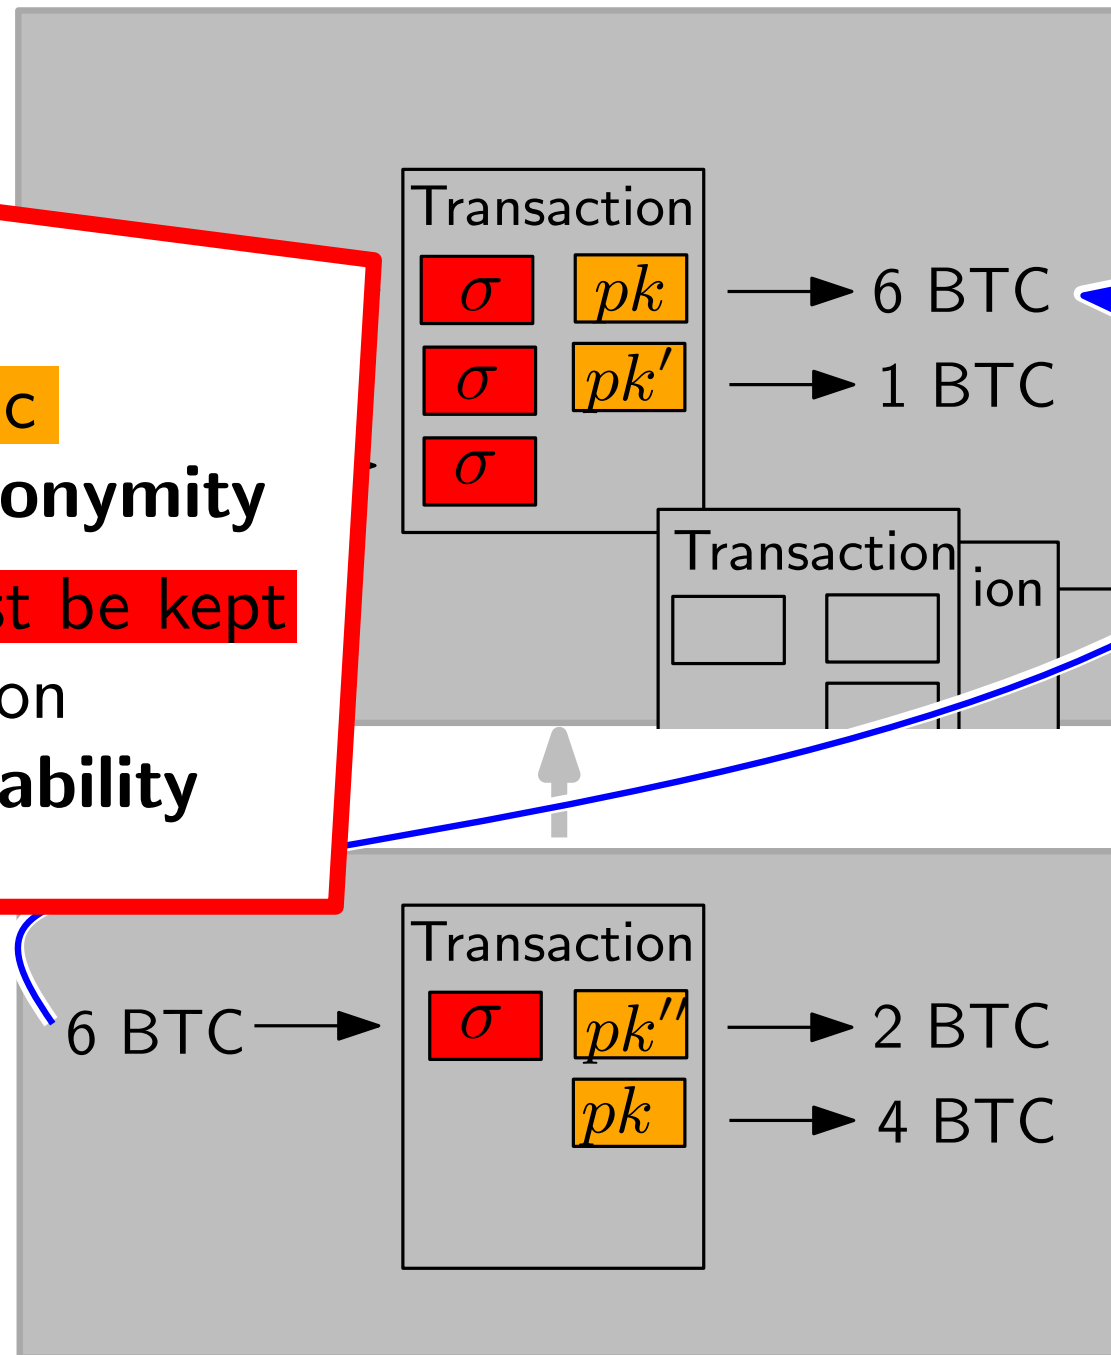 Transaction
σ pk 6 BTC
σ pk′ 1 BTC
σ
c
onymity
st be kept
on
ability
Transaction
ion
Transaction
6 BTC σ pk″ 2 BTC
pk 4 BTC